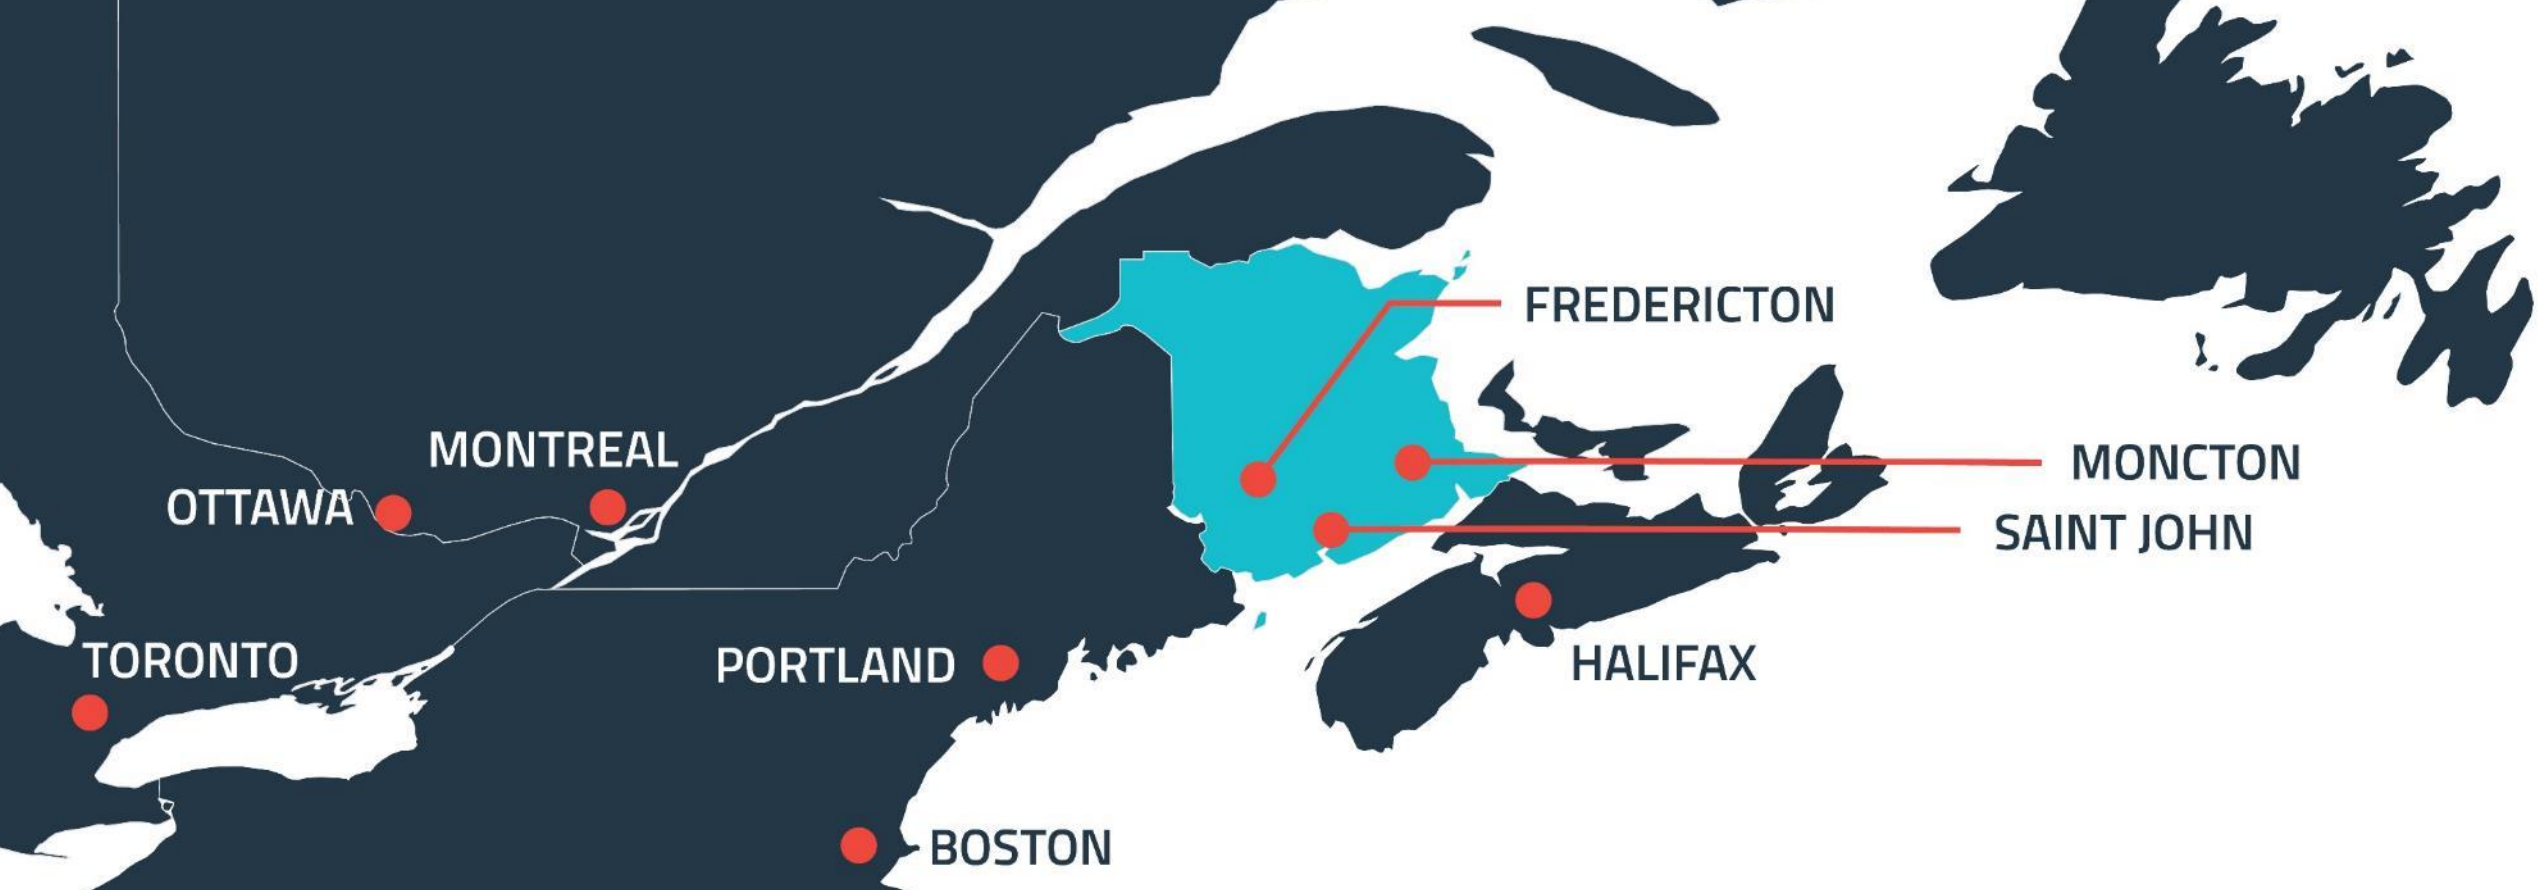 FREDERICTON
MONTREAL
MONCTON
OTTAWA
SAINT JOHN
TORONTO
PORTLAND
HALIFAX
BOSTON